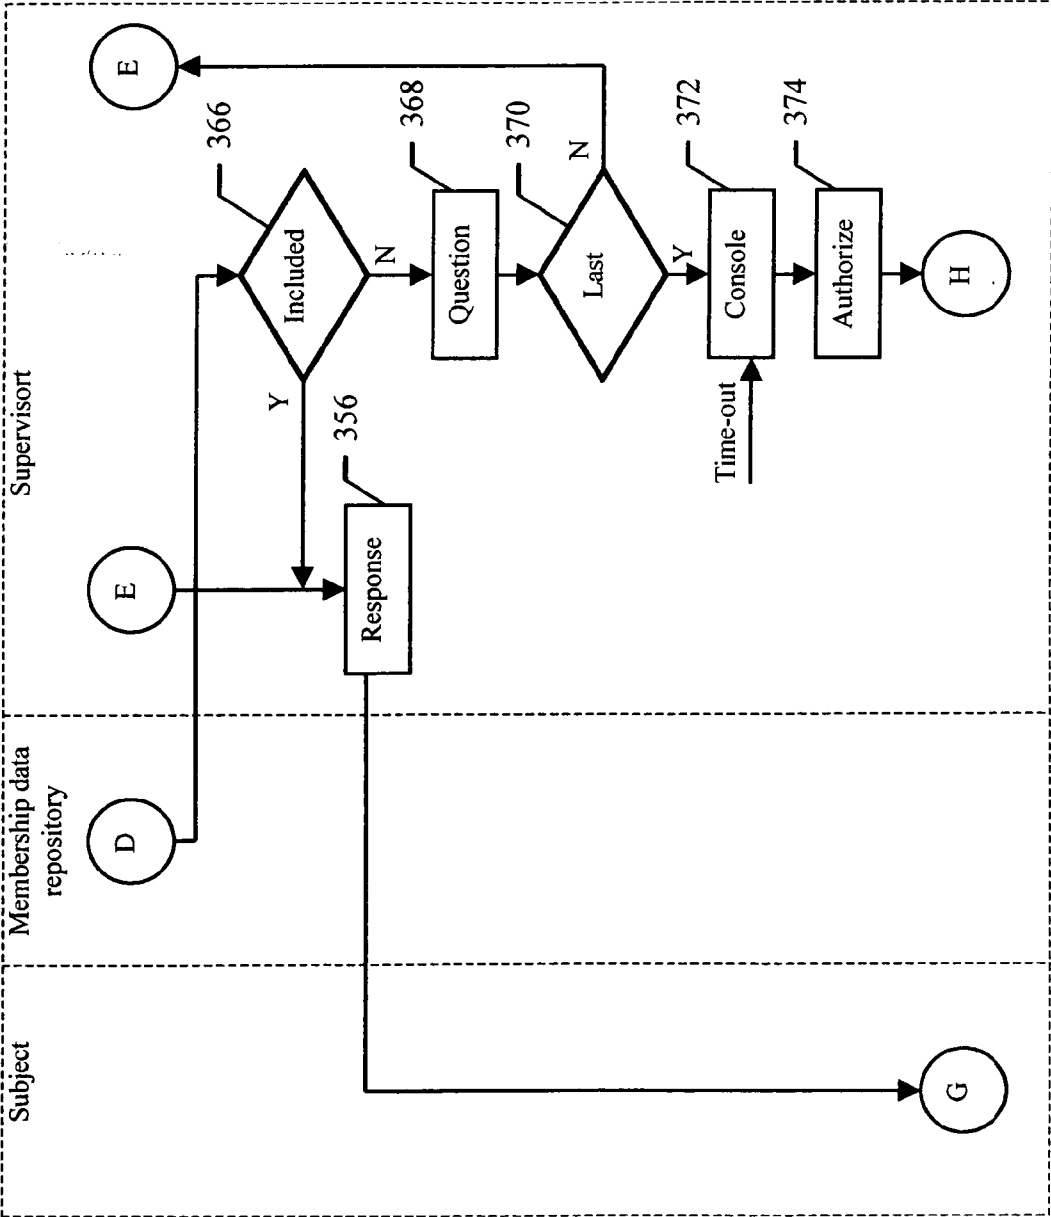 Subject
Membership data
repository
Supervisort
D
E
E
366
Included
Y
N
356
Response
368
Question
370
Last
N
Y
372
Console
Time-out
374
Authorize
G
H